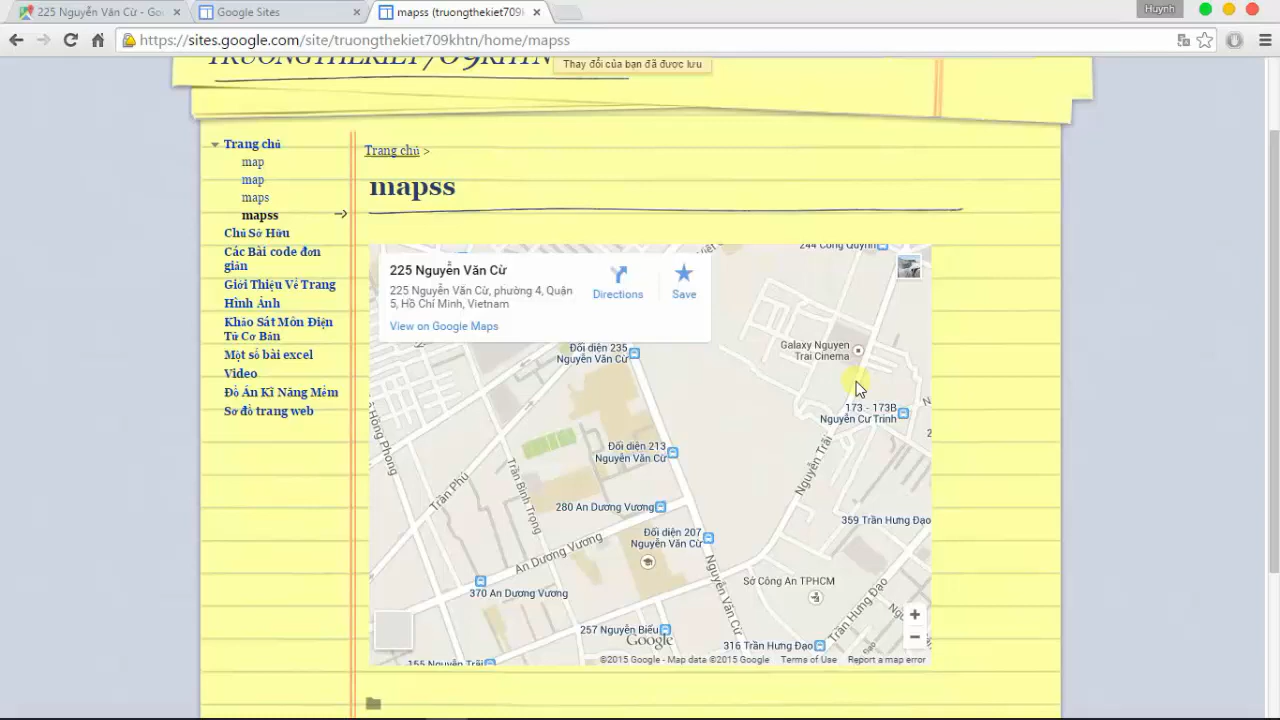 225 Nguyễn Văn Cừ - Goo
Google Sites
mapss (truongthekiet709kh
Huynh
https://sites.google.com/site/truongthekiet709khtn/home/mapss
TRUONGTHEKIET709KHTN
Thay đổi của bạn đã được lưu
Trang chủ
map
map
maps
mapss
Chủ Sở Hữu
Các Bài code đơn
giản
Giới Thiệu Về Trang
Hình Ảnh
Khảo Sát Môn Điện
Tử Cơ Bản
Một số bài excel
Video
Đồ Án Kĩ Năng Mềm
Sơ đồ trang web
Trang chủ >
mapss
225 Nguyễn Văn Cừ
225 Nguyễn Văn Cừ, phường 4, Quận
5, Hồ Chí Minh, Vietnam
View on Google Maps
Directions
Save
244 Cống Quỳnh
Galaxy Nguyen
Trai Cinema
Đối diện 235
Nguyễn Văn Cừ
173 - 173B
Nguyễn Cư Trinh
Đối diện 213
Nguyễn Văn Cừ
Hồng Phong
Trần Phú
Trần Bình Trọng
Nguyễn Trãi
280 An Dương Vương
359 Trần Hưng Đạo
Đối diện 207
Nguyễn Văn Cừ
An Dương Vương
Nguyễn Văn Cừ
Sở Công An TPHCM
370 An Dương Vương
Trần Hưng Đạo
257 Nguyễn Biểu
Google
316 Trần Hưng Đạo
155 Nguyễn Trãi
©2015 Google - Map data ©2015 Google
Terms of Use
Report a map error